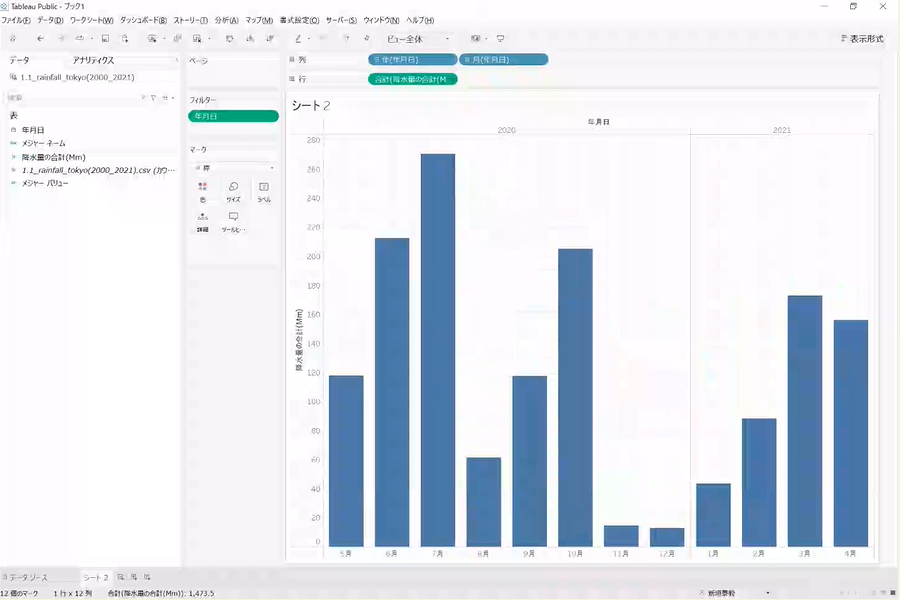 Tableau Public - ブック1
ファイル(F) データ(D) ワークシート(W) ダッシュボード(B) ストーリー(T) 分析(A) マップ(M) 書式設定(O) サーバー(S) ウィンドウ(N) ヘルプ(H)
ビュー全体
表示形式
データ アナリティクス
1.1_rainfall_tokyo(2000_2021)
検索
表
年月日
メジャー ネーム
降水量の合計(Mm)
1.1_rainfall_tokyo(2000_2021).csv (カウ…
メジャー バリュー
ページ
フィルター
年月日
マーク
棒
色
サイズ
ラベル
詳細
ツールヒ…
列
年(年月日)
月(年月日)
行
合計(降水量の合計(M
シート 2
年月日
2020
2021
降水量の合計(Mm)
280
260
240
220
200
180
160
140
120
100
80
60
40
20
0
5月 6月 7月 8月 9月 10月 11月 12月 1月 2月 3月 4月
データ ソース
シート 2
12 個のマーク
1 行 x 12 列
合計(降水量の合計(Mm)): 1,473.5